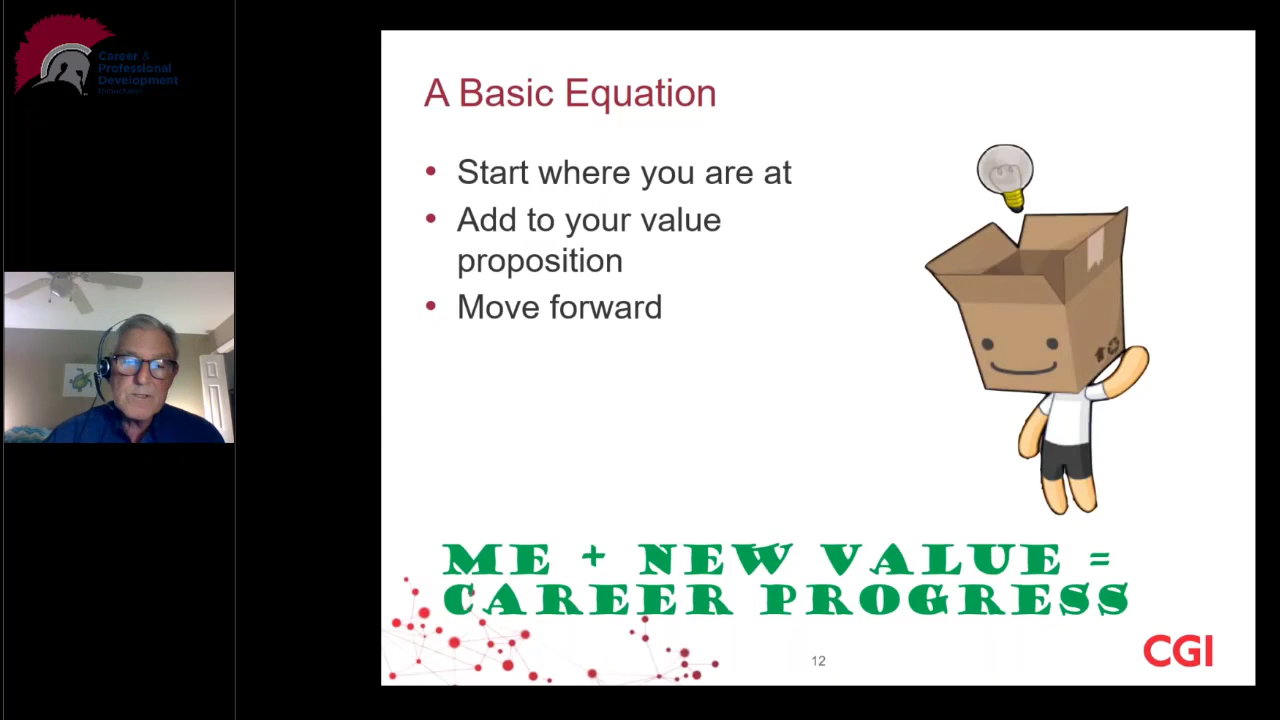 Career &
Professional
Development
A Basic Equation
• Start where you are at
• Add to your value
proposition
• Move forward
ME + NEW VALUE =
CAREER PROGRESS
12
CGI